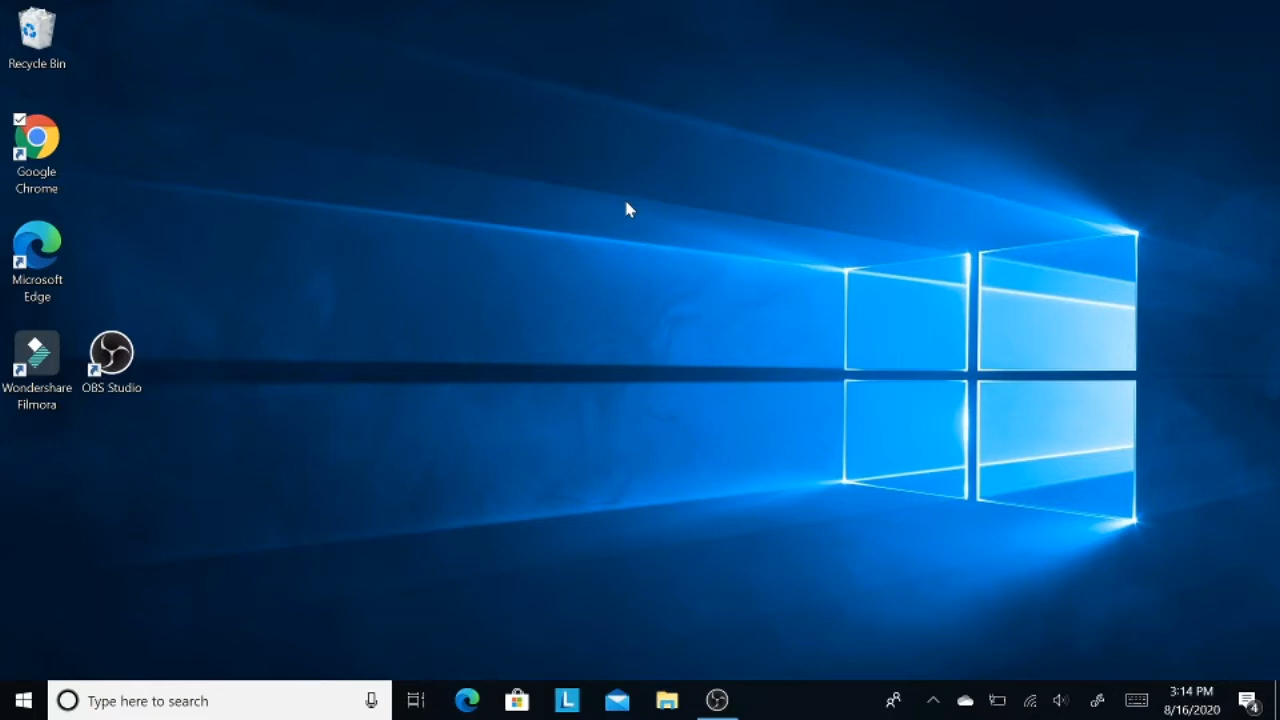 Recycle Bin
Google
Chrome
Microsoft
Edge
Wondershare
Filmora
OBS Studio
Type here to search
L
3:14 PM
8/16/2020
4